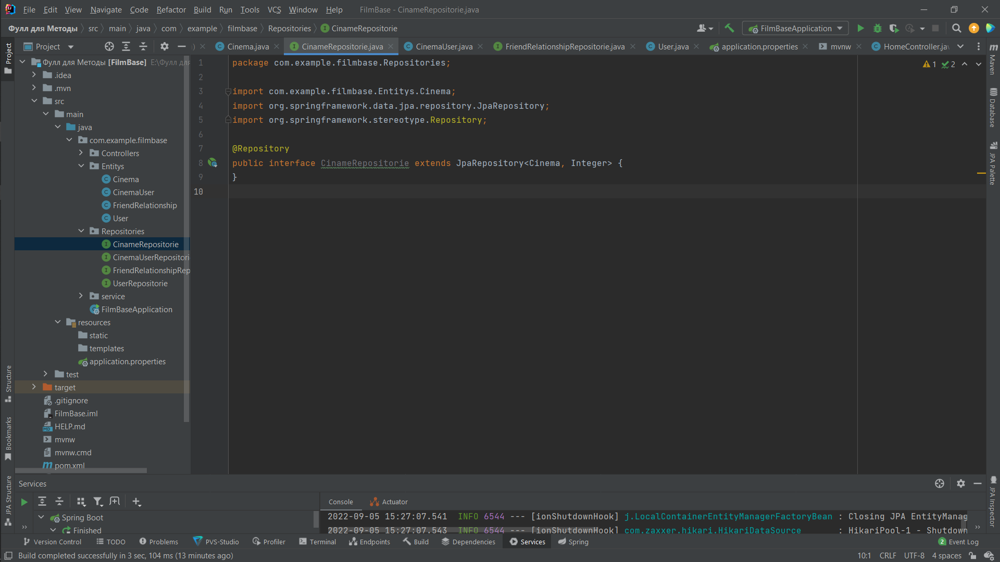 File Edit View Navigate Code Refactor Build Run Tools VCS Window Help FilmBase - CinameRepositorie.java
Фулл для Методы src main java com example filmbase Repositories CinameRepositorie FilmBaseApplication
Project
Cinema.java CinameRepositorie.java CinemaUser.java FriendRelationshipRepositorie.java User.java application.properties mvnw HomeController.ja
Project
Фулл для Методы [FilmBase] E:\Фулл для
.idea
.mvn
src
main
java
com.example.filmbase
Controllers
Entitys
Cinema
CinemaUser
FriendRelationship
User
Repositories
CinameRepositorie
CinemaUserRepositori
FriendRelationshipRep
UserRepositorie
service
FilmBaseApplication
resources
static
templates
application.properties
test
target
.gitignore
FilmBase.iml
HELP.md
mvnw
mvnw.cmd
pom.xml
Structure
Bookmarks
JPA Structure
1 package com.example.filmbase.Repositories;
2
3 import com.example.filmbase.Entitys.Cinema;
4 import org.springframework.data.jpa.repository.JpaRepository;
5 import org.springframework.stereotype.Repository;
6
7 @Repository
8 public interface CinameRepositorie extends JpaRepository<Cinema, Integer> {
9 }
10
1 2
Maven
Database
JPA Palette
JPA Inspector
Services
Console Actuator
Spring Boot
Finished
2022-09-05 15:27:07.541 INFO 6544 --- [ionShutdownHook] j.LocalContainerEntityManagerFactoryBean : Closing JPA EntityManag
2022-09-05 15:27:07.543 INFO 6544 --- [ionShutdownHook] com.zaxxer.hikari.HikariDataSource : HikariPool-1 - Shutdown
Version Control TODO Problems PVS-Studio Profiler Terminal Endpoints Build Dependencies Services Spring 2 Event Log
Build completed successfully in 3 sec, 104 ms (13 minutes ago) 10:1 CRLF UTF-8 4 spaces